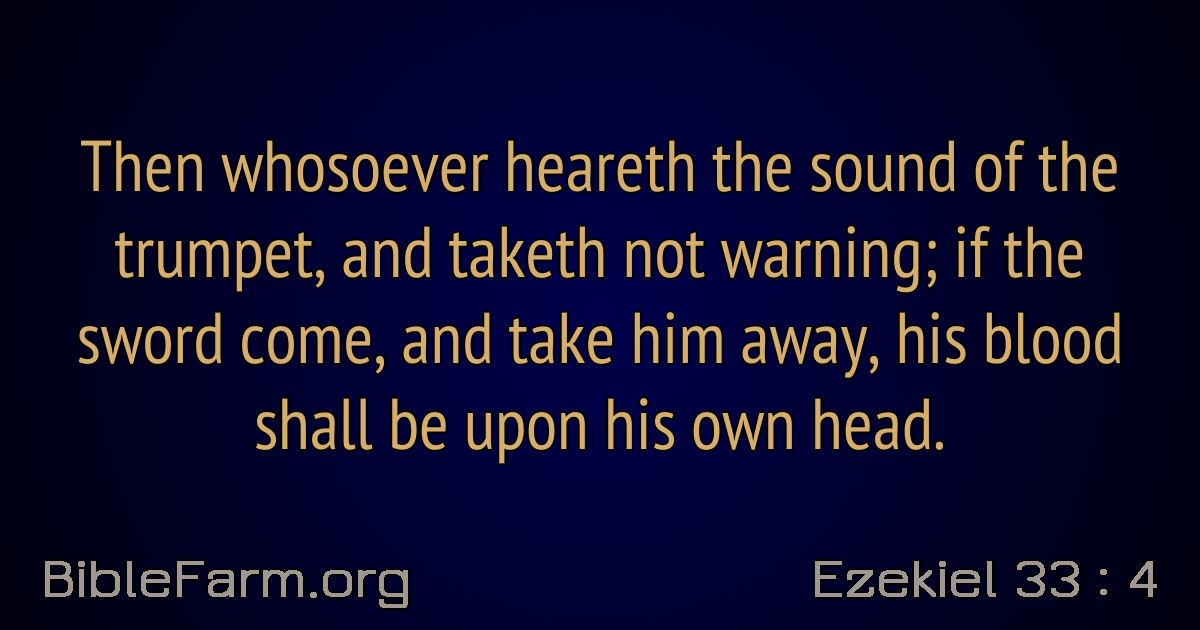 Then whosoever heareth the sound of the
trumpet, and taketh not warning; if the
sword come, and take him away, his blood
shall be upon his own head.
BibleFarm.org
Ezekiel 33 : 4